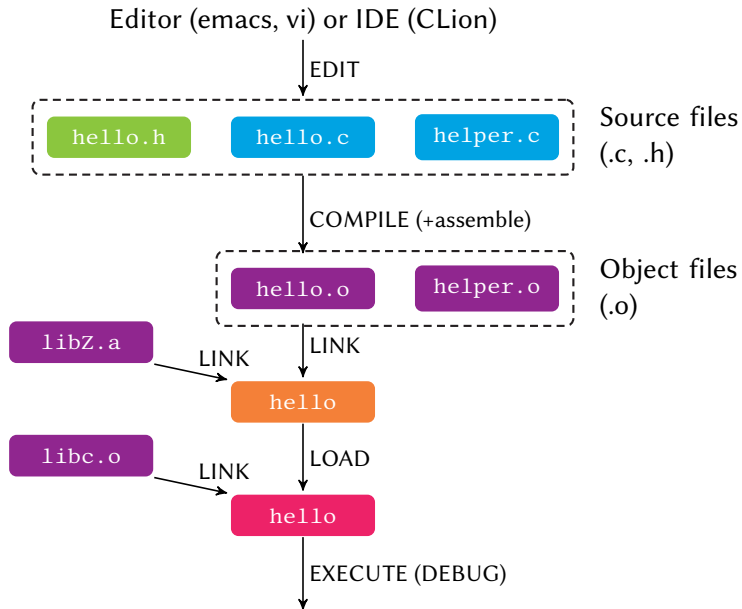 Editor (emacs, vi) or IDE (CLion)
EDIT
hello.h
hello.c
helper.c
Source files
(.c, .h)
COMPILE (+assemble)
hello.o
helper.o
Object files
(.o)
libZ.a
LINK
LINK
hello
libc.o
LINK
LOAD
hello
EXECUTE (DEBUG)